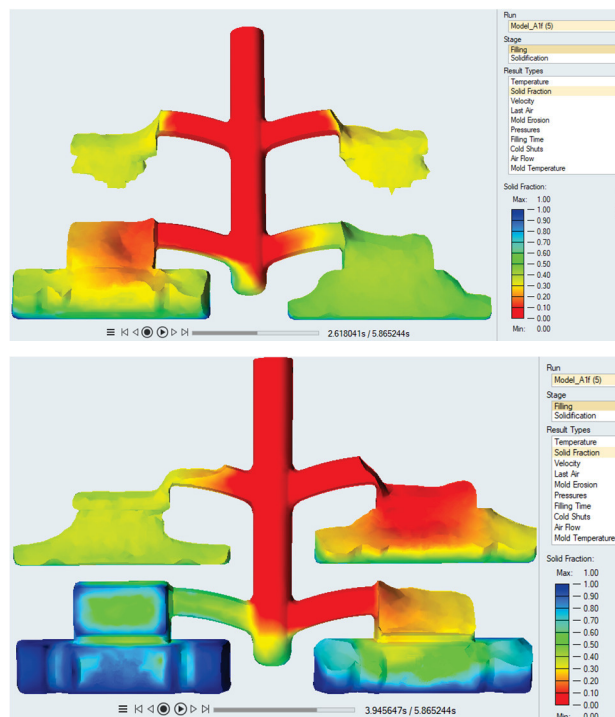 Run
Model_A1f (5)
Stage
Filling
Solidification
Result Types
Temperature
Solid Fraction
Velocity
Last Air
Mold Erosion
Pressures
Filling Time
Cold Shuts
Air Flow
Mold Temperature
Solid Fraction:
Max: 1.00
1.00
0.90
0.80
0.70
0.60
0.50
0.40
0.30
0.20
0.10
0.00
Min: 0.00
2.618041s / 5.865244s
Run
Model_A1f (5)
Stage
Filling
Solidification
Result Types
Temperature
Solid Fraction
Velocity
Last Air
Mold Erosion
Pressures
Filling Time
Cold Shuts
Air Flow
Mold Temperature
Solid Fraction:
Max: 1.00
1.00
0.90
0.80
0.70
0.60
0.50
0.40
0.30
0.20
0.10
0.00
Min: 0.00
3.945647s / 5.865244s